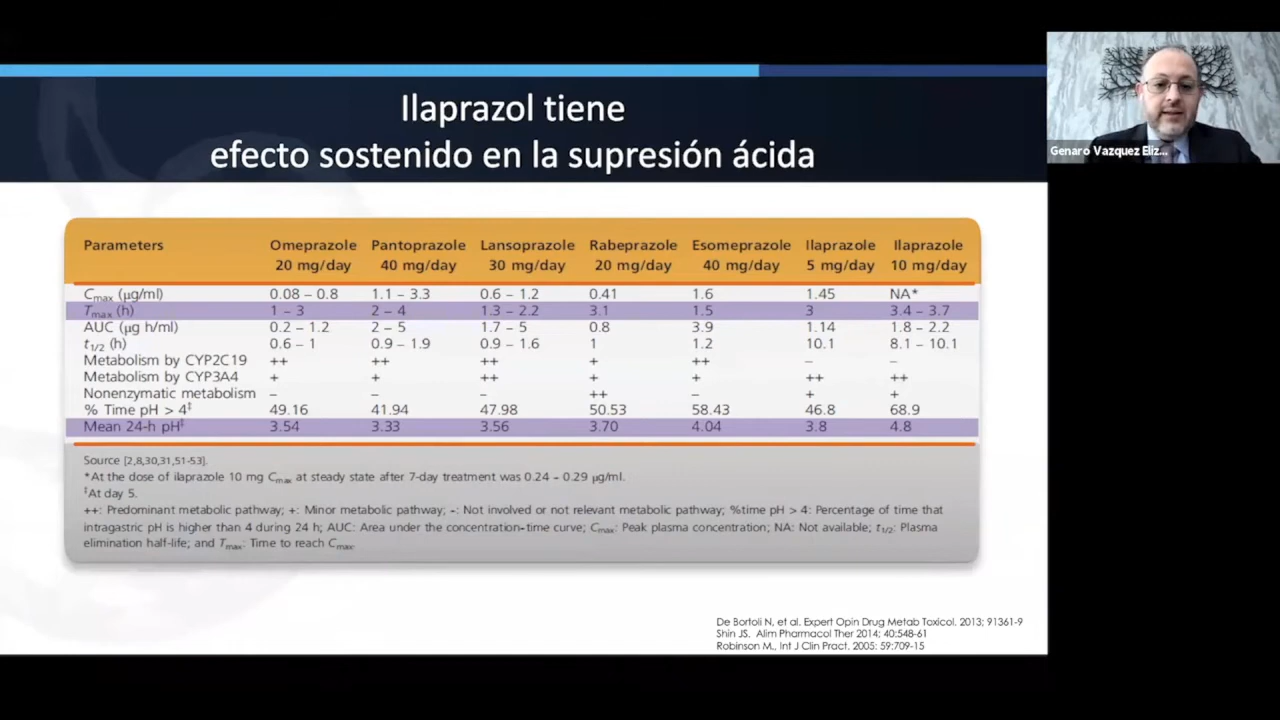 Ilaprazol tiene
efecto sostenido en la supresión ácida
Genaro Vazquez Eliz...
Parameters Omeprazole 20 mg/day Pantoprazole 40 mg/day Lansoprazole 30 mg/day Rabeprazole 20 mg/day Esomeprazole 40 mg/day Ilaprazole 5 mg/day Ilaprazole 10 mg/day
Cmax (µg/ml) 0.08 – 0.8 1.1 – 3.3 0.6 – 1.2 0.41 1.6 1.45 NA*
Tmax (h) 1 – 3 2 – 4 1.3 – 2.2 3.1 1.5 3 3.4 – 3.7
AUC (µg h/ml) 0.2 – 1.2 2 – 5 1.7 – 5 0.8 3.9 1.14 1.8 – 2.2
t1/2 (h) 0.6 – 1 0.9 – 1.9 0.9 – 1.6 1 1.2 10.1 8.1 – 10.1
Metabolism by CYP2C19 ++ ++ ++ + ++ – –
Metabolism by CYP3A4 + + ++ + + ++ ++
Nonenzymatic metabolism – – – ++ – + +
% Time pH > 4‡ 49.16 41.94 47.98 50.53 58.43 46.8 68.9
Mean 24-h pH‡ 3.54 3.33 3.56 3.70 4.04 3.8 4.8
Source [2,8,30,31,51-53].
*At the dose of ilaprazole 10 mg Cmax at steady state after 7-day treatment was 0.24 – 0.29 µg/ml.
‡At day 5.
++: Predominant metabolic pathway; +: Minor metabolic pathway; -: Not involved or not relevant metabolic pathway; %time pH > 4: Percentage of time that
intragastric pH is higher than 4 during 24 h; AUC: Area under the concentration–time curve; Cmax: Peak plasma concentration; NA: Not available; t1/2: Plasma
elimination half-life; and Tmax: Time to reach Cmax.
De Bortoli N, et al. Expert Opin Drug Metab Toxicol. 2013; 91361-9
Shin JS. Alim Pharmacol Ther 2014; 40:548-61
Robinson M., Int J Clin Pract. 2005: 59:709-15